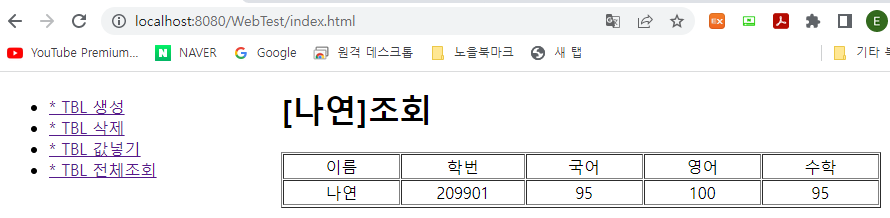 localhost:8080/WebTest/index.html
YouTube Premium... NAVER Google 원격 데스크톱 노을북마크 새 탭 기타 북
* TBL 생성
* TBL 삭제
* TBL 값넣기
* TBL 전체조회
[나연]조회
이름 학번 국어 영어 수학
나연 209901 95 100 95